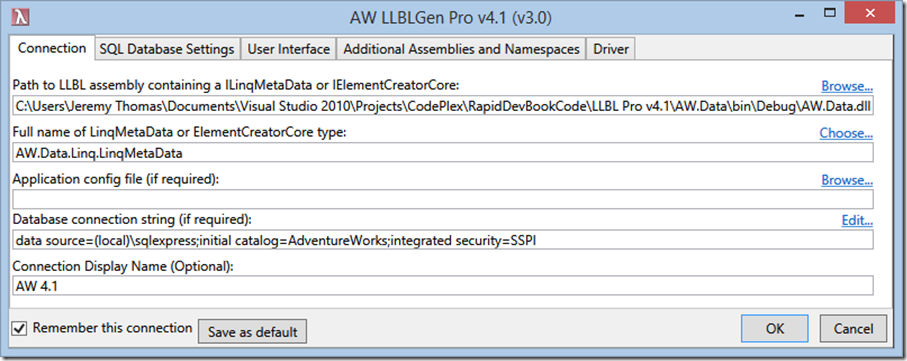 AW LLBLGen Pro v4.1 (v3.0)
Connection SQL Database Settings User Interface Additional Assemblies and Namespaces Driver
Path to LLBL assembly containing a ILinqMetaData or IElementCreatorCore: Browse...
C:\Users\Jeremy Thomas\Documents\Visual Studio 2010\Projects\CodePlex\RapidDevBookCode\LLBL Pro v4.1\AW.Data\bin\Debug\AW.Data.dll
Full name of LinqMetaData or ElementCreatorCore type: Choose...
AW.Data.Linq.LinqMetaData
Application config file (if required): Browse...
Database connection string (if required): Edit...
data source=(local)\sqlexpress;initial catalog=AdventureWorks;integrated security=SSPI
Connection Display Name (Optional):
AW 4.1
Remember this connection Save as default OK Cancel